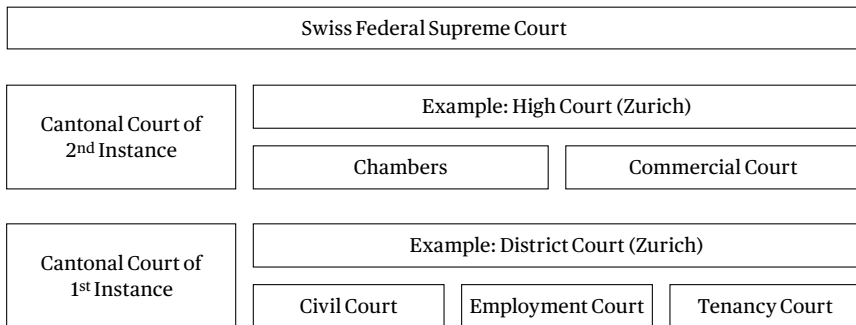 Swiss Federal Supreme Court
Cantonal Court of
2nd Instance
Example: High Court (Zurich)
Chambers
Commercial Court
Cantonal Court of
1st Instance
Example: District Court (Zurich)
Civil Court
Employment Court
Tenancy Court